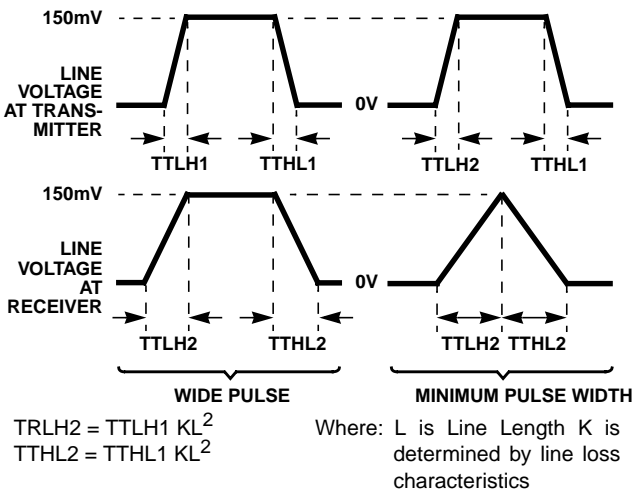 150mV
LINE
VOLTAGE
AT TRANS-
MITTER
0V
TTLH1 TTHL1 TTLH2 TTHL1
150mV
LINE
VOLTAGE
AT
RECEIVER
0V
TTLH2 TTHL2 TTLH2 TTHL2
WIDE PULSE MINIMUM PULSE WIDTH
TRLH2 = TTLH1 KL²
TTHL2 = TTHL1 KL²
Where: L is Line Length K is
determined by line loss
characteristics